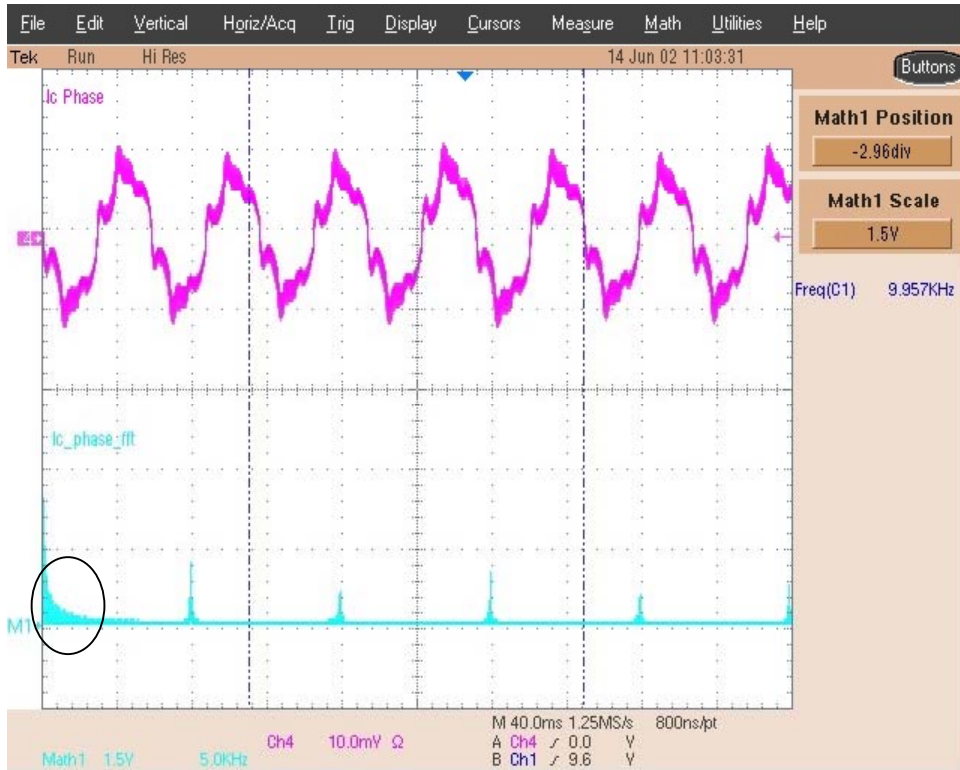 File Edit Vertical Horiz/Acq Trig Display Cursors Measure Math Utilities Help
Tek Run Hi Res 14 Jun 02 11:03:31
Buttons
Ic Phase
Math1 Position
-2.96div
Math1 Scale
1.5V
4
Freq(C1) 9.957KHz
Ic_phase_fft
M1
M 40.0ms 1.25MS/s 800ns/pt
Ch4 10.0mV Ω A Ch4 0.0 V
Math1 1.5V 5.0KHz B Ch1 9.6 V